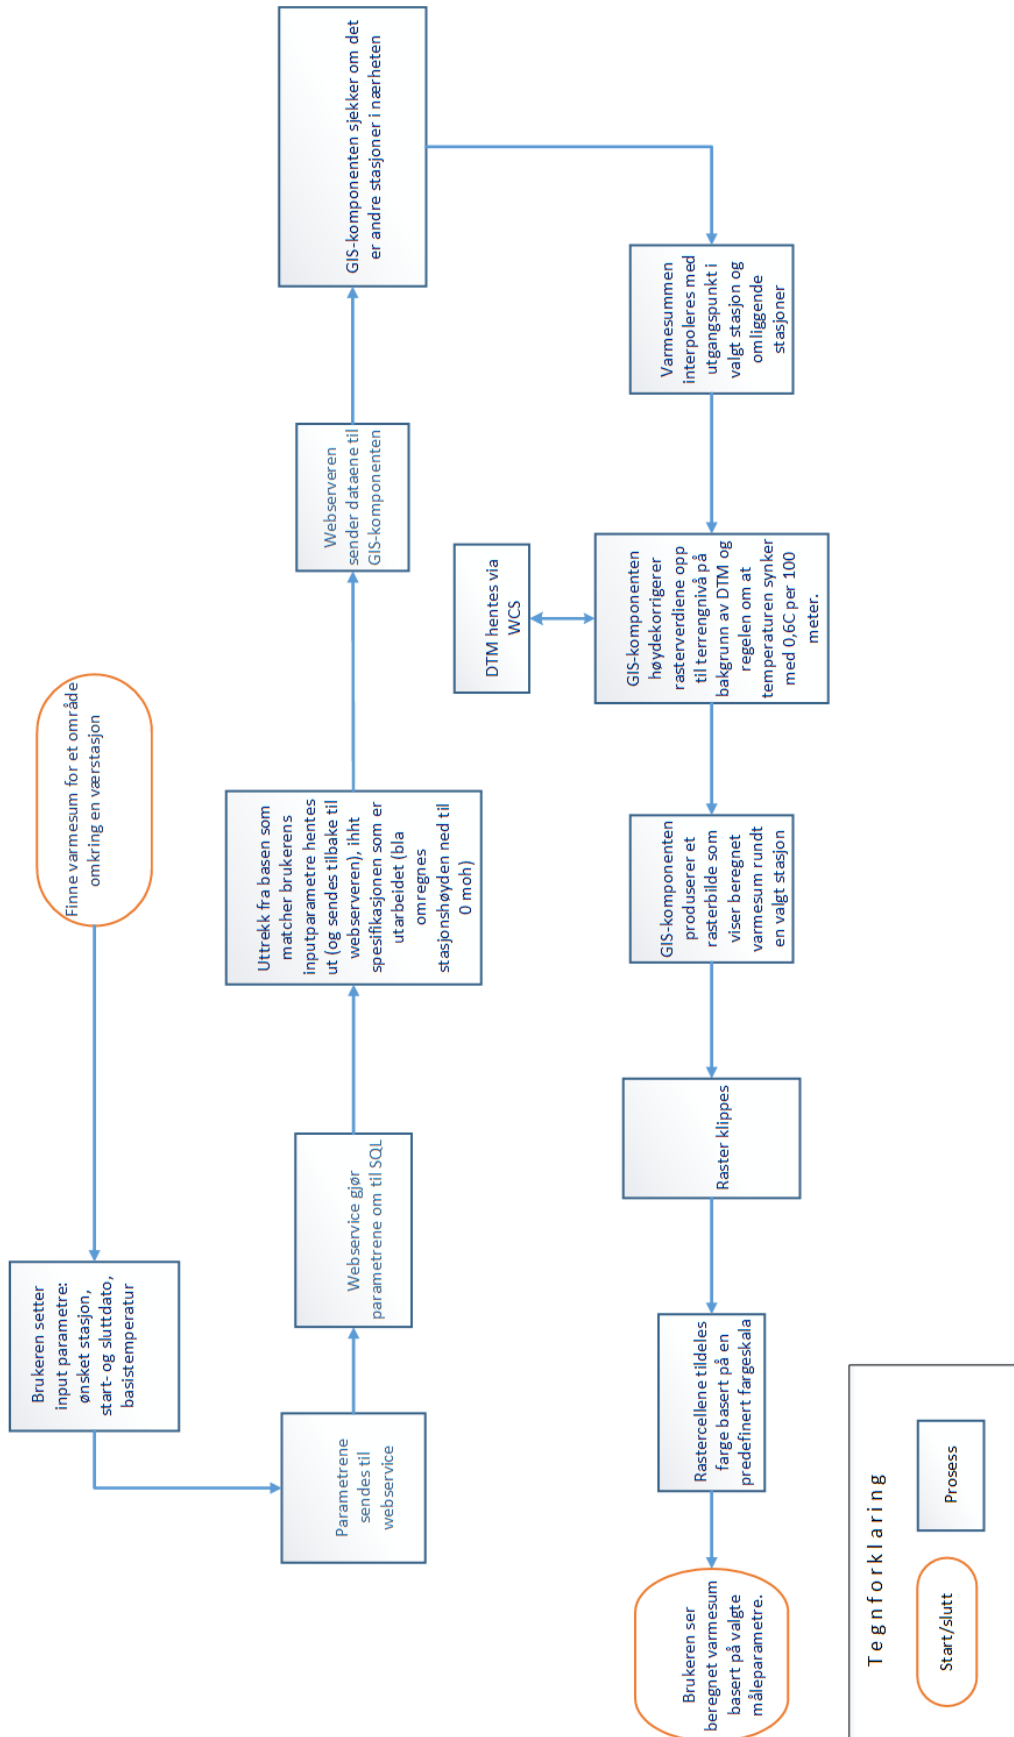 Finne varmesum for et område
omkring en værstasjon
Brukeren setter
input parametre:
ønsket stasjon,
start- og sluttdato,
basistemperatur
Parametrene
sendes til
webservice
Webservice gjør
parametrene om til SQL
Uttrekk fra basen som
matcher brukerens
inputparametre hentes
ut (og sendes tilbake til
webserveren), ihht
spesifikasjonen som er
utarbeidet (bla
omregnes
stasjonshøyden ned til
0 moh)
Webserveren
sender dataene til
GIS-komponenten
GIS-komponenten sjekker om det
er andre stasjoner i nærheten
Varmesummen
interpoleres med
utgangspunkt i
valgt stasjon og
omliggende
stasjoner
DTM hentes via
WCS
GIS-komponenten
høydekorrigerer
rasterverdiene opp
til terrengnivå på
bakgrunn av DTM og
regelen om at
temperaturen synker
med 0,6C per 100
meter.
GIS-komponenten
produserer et
rasterbilde som
viser beregnet
varmesum rundt
en valgt stasjon
Raster klippes
Rastercellene tildeles
farge basert på en
predefinert fargeskala
Brukeren ser
beregnet varmesum
basert på valgte
måleparametre.
Tegnforklaring
Start/slutt
Prosess